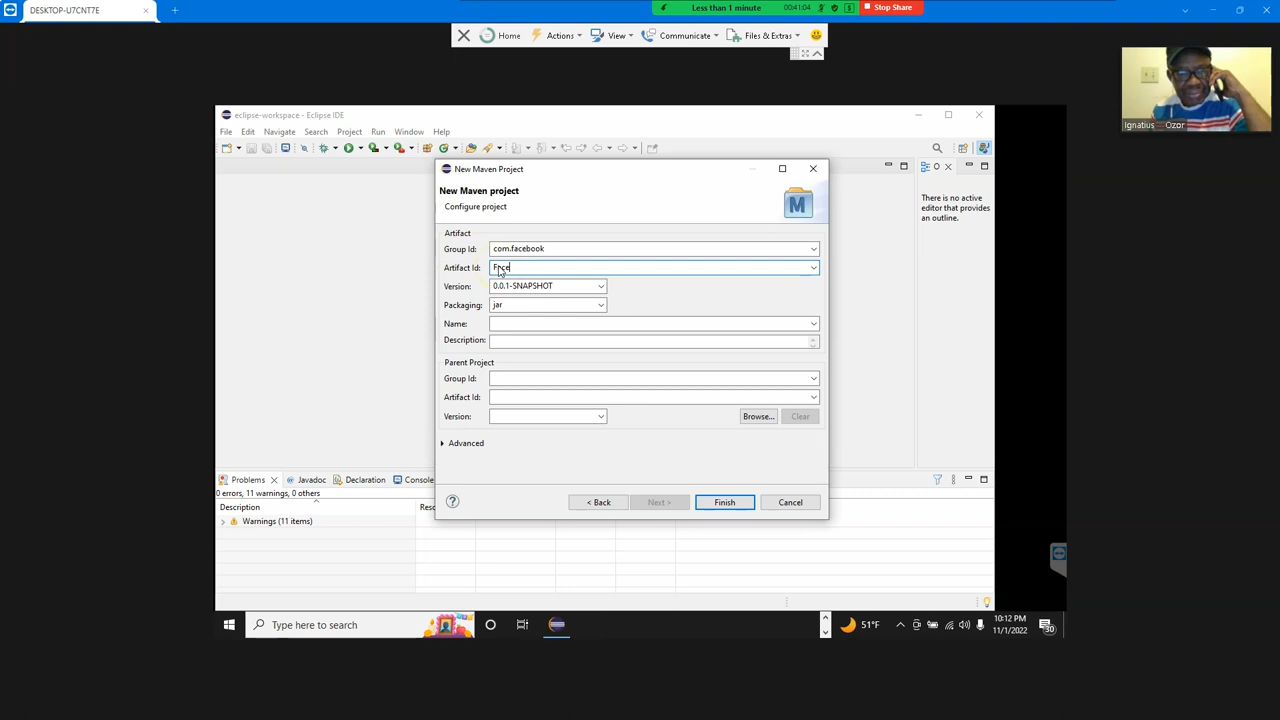 DESKTOP-U7CNT7E
Less than 1 minute
00:41:04
Stop Share
Home
Actions
View
Communicate
Files & Extras
Ignatius Ozor
eclipse-workspace - Eclipse IDE
File Edit Navigate Search Project Run Window Help
New Maven Project
New Maven project
Configure project
M
There is no active
editor that provides
an outline.
Artifact
Group Id: com.facebook
Artifact Id: Face
Version: 0.0.1-SNAPSHOT
Packaging: jar
Name:
Description:
Parent Project
Group Id:
Artifact Id:
Version:
Browse... Clear
Advanced
< Back Next > Finish Cancel
Problems Javadoc Declaration Console
0 errors, 11 warnings, 0 others
Description
Warnings (11 items)
Type here to search
51°F
10:12 PM
11/1/2022
30